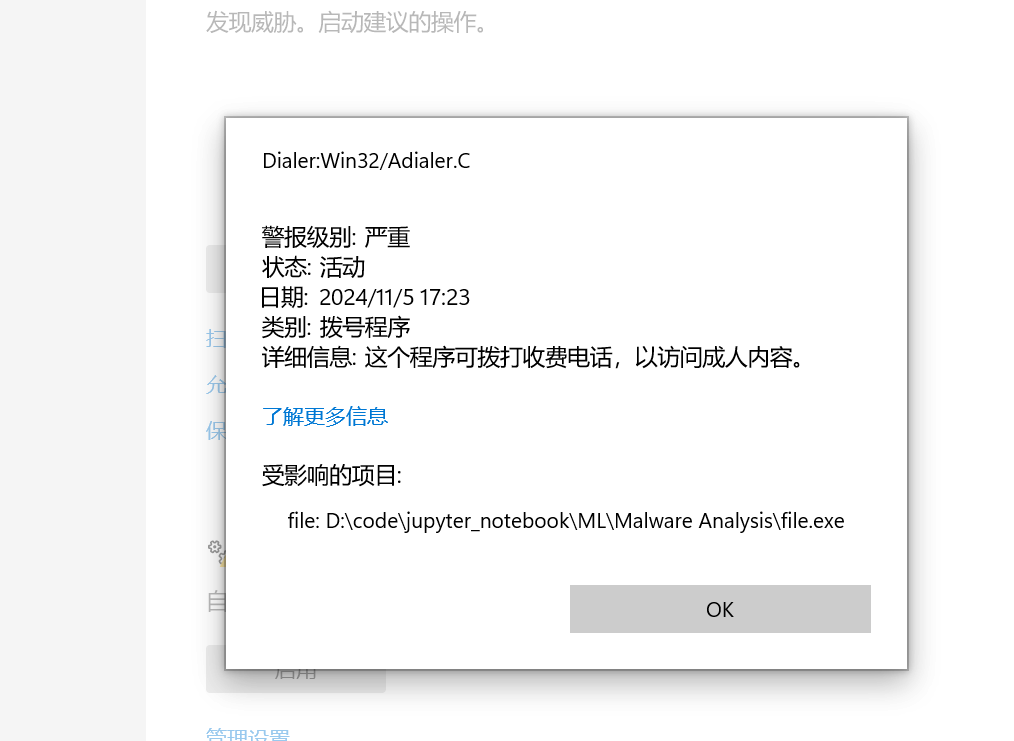 发现威胁。启动建议的操作。
Dialer:Win32/Adialer.C
警报级别: 严重
状态: 活动
日期: 2024/11/5 17:23
类别: 拨号程序
详细信息: 这个程序可拨打收费电话，以访问成人内容。
扫
允
了解更多信息
保
受影响的项目:
file: D:\code\jupyter_notebook\ML\Malware Analysis\file.exe
自
OK
启用
管理设置